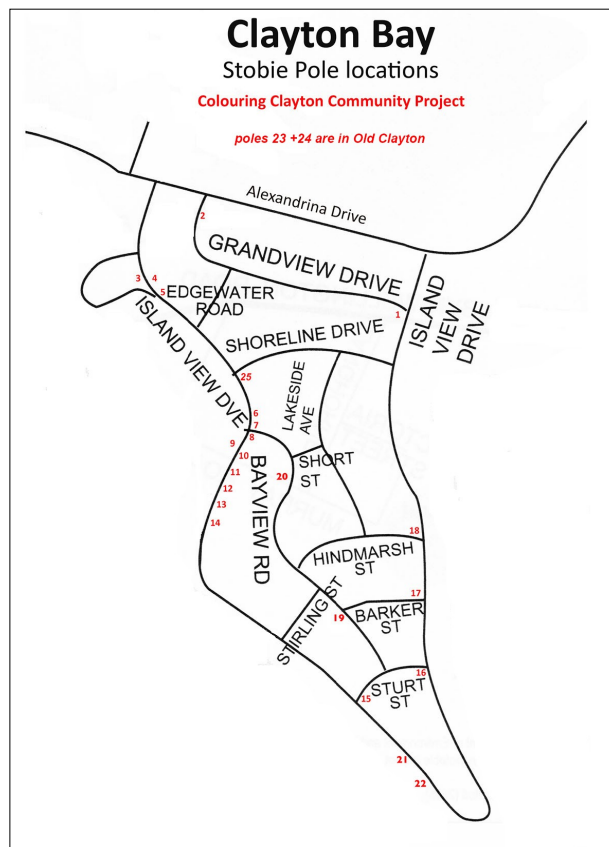 Clayton Bay
Stobie Pole locations
Colouring Clayton Community Project
poles 23 +24 are in Old Clayton
Alexandrina Drive
2
GRANDVIEW DRIVE
3
4
5
EDGEWATER
ROAD
1
ISLAND
VIEW
DRIVE
ISLAND VIEW DVE
SHORELINE DRIVE
25
LAKESIDE
AVE
6
7
8
9
10
11
12
13
14
BAYVIEW RD
20
SHORT
ST
18
HINDMARSH
ST
17
STIRLING ST
19
BARKER
ST
16
15
STURT
ST
21
22